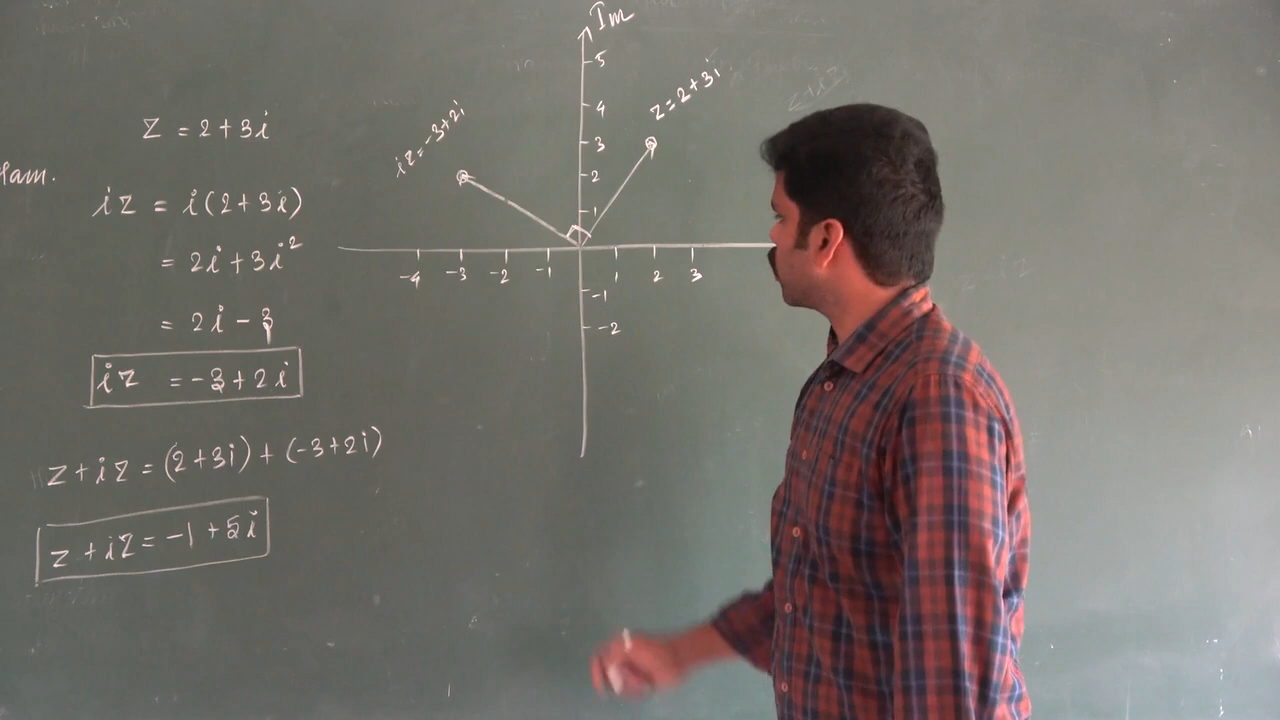 z = 2 + 3i
lam.
iz = i(2 + 3i)
= 2i + 3i²
= 2i - 3
iz = -3 + 2i
z + iz = (2 + 3i) + (-3 + 2i)
z + iz = -1 + 5i
Im
5
4
3
2
1
-4 -3 -2 -1 1 2 3
-1
-2
iz = -3 + 2i
z = 2 + 3i